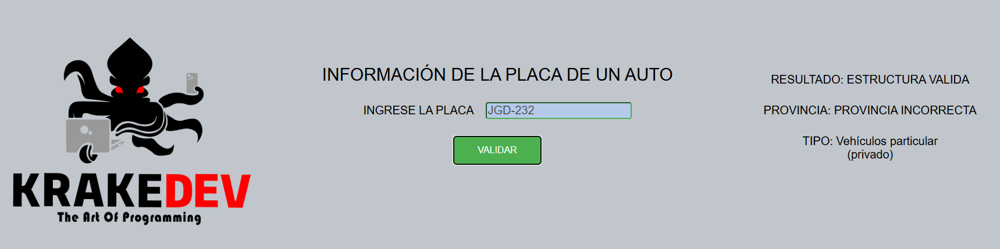 KRAKEDEV
The Art Of Programming
INFORMACIÓN DE LA PLACA DE UN AUTO
INGRESE LA PLACA JGD-232
VALIDAR
RESULTADO: ESTRUCTURA VALIDA
PROVINCIA: PROVINCIA INCORRECTA
TIPO: Vehículos particular
(privado)